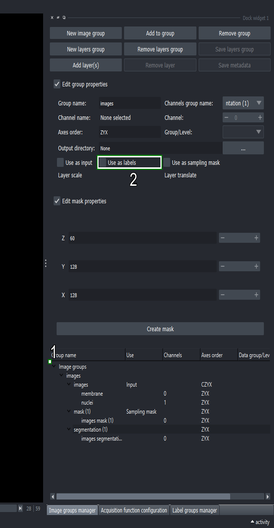 Dock widget 1
New image group Add to group Remove group
New layers group Remove layers group Save layers group
Add layer(s) Remove layer Save metadata
Edit group properties
Group name: images Channels group name: ntation (1)
Channel name: None selected Channel: 0
Axes order: ZYX Group/Level:
Output directory: None ...
Use as input Use as labels Use as sampling mask
2
Layer scale Layer translate
Edit mask properties
Z 60 − +
Y 128 − +
X 128 − +
Create mask
1
oup name Use Channels Axes order Data group/Lev
Image groups
images
images Input CZYX
membrane 0 ZYX
nuclei 1 ZYX
mask (1) Sampling mask ZYX
images mask (1) 0 ZYX
segmentation (1) ZYX
images segmentati... 0 ZYX
Image groups manager Acquisition function configuration Label groups manager
activity